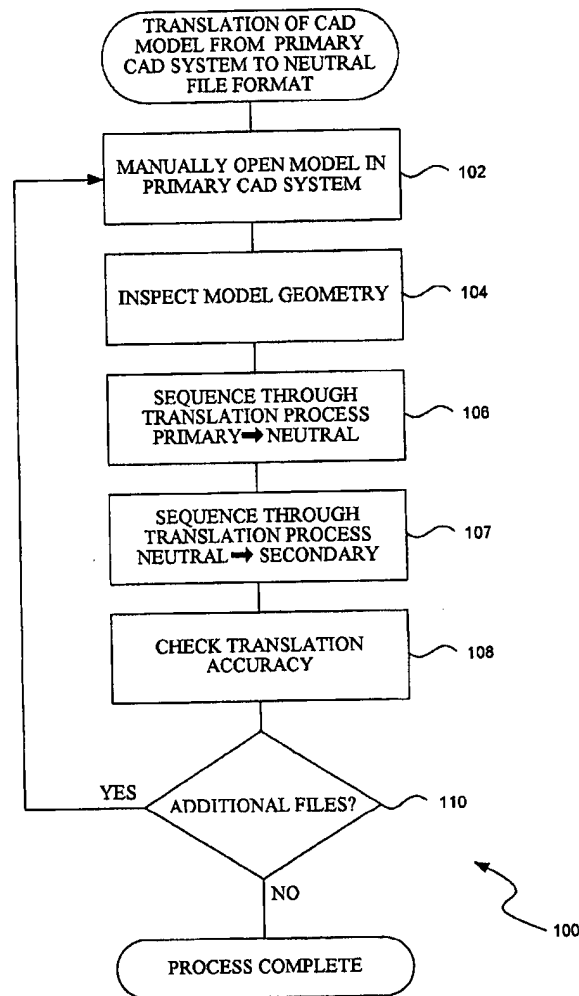 TRANSLATION OF CAD
MODEL FROM PRIMARY
CAD SYSTEM TO NEUTRAL
FILE FORMAT
MANUALLY OPEN MODEL IN
PRIMARY CAD SYSTEM
102
INSPECT MODEL GEOMETRY
104
SEQUENCE THROUGH
TRANSLATION PROCESS
PRIMARY➡NEUTRAL
106
SEQUENCE THROUGH
TRANSLATION PROCESS
NEUTRAL➡SECONDARY
107
CHECK TRANSLATION
ACCURACY
108
YES
ADDITIONAL FILES?
110
NO
100
PROCESS COMPLETE